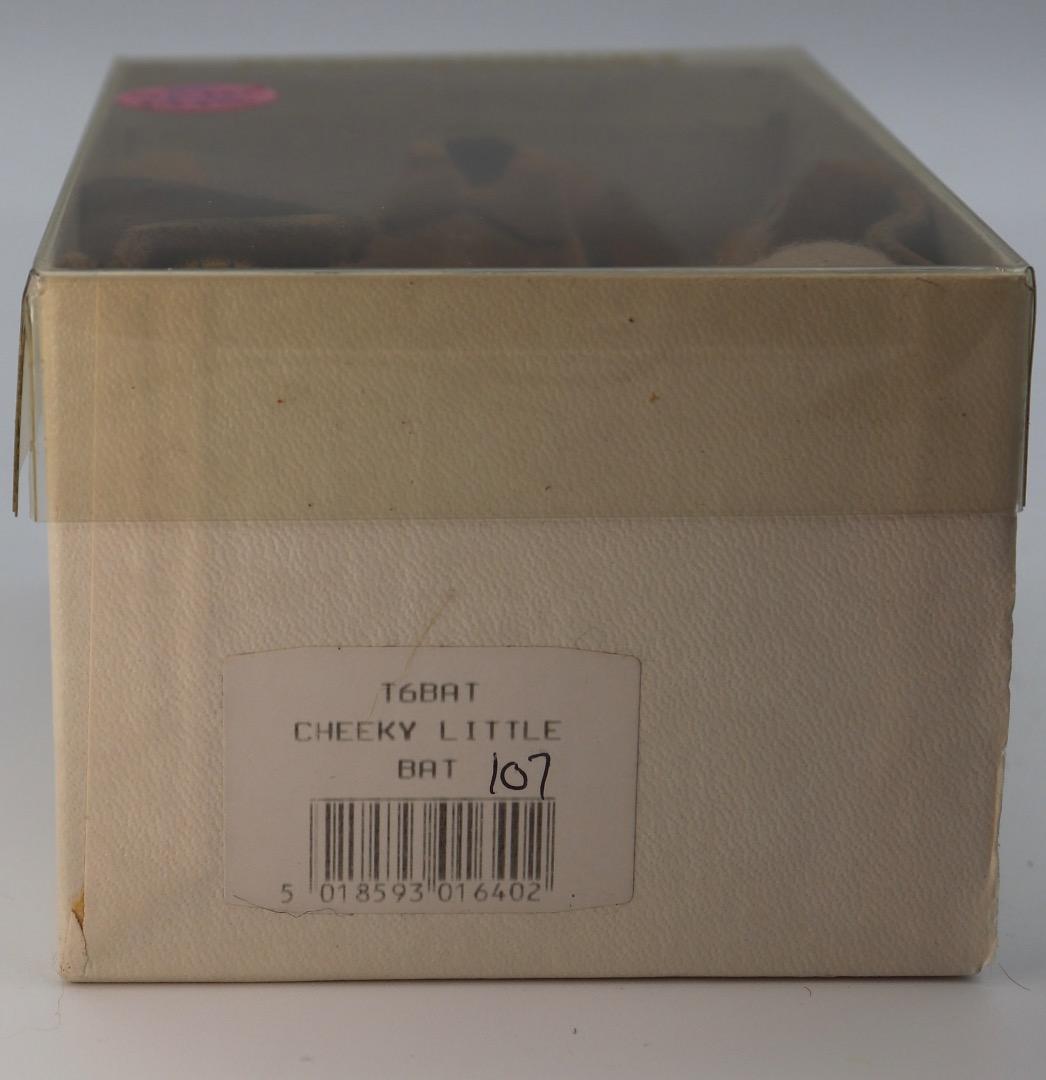 T6BAT
CHEEKY LITTLE
BAT 107
5 018593 016402